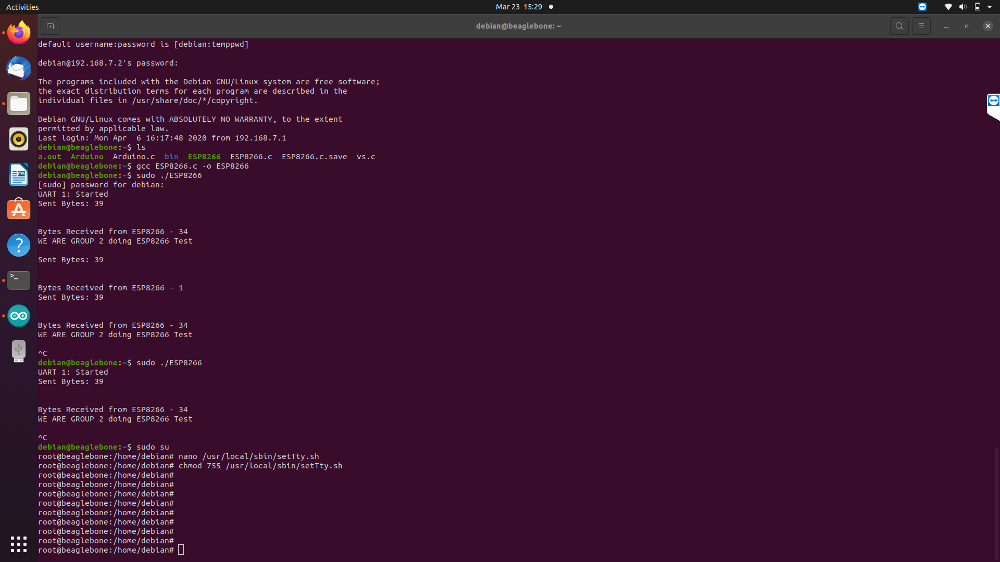 Activities
Mar 23 15:29
debian@beaglebone: ~
default username:password is [debian:temppwd]
debian@192.168.7.2's password:
The programs included with the Debian GNU/Linux system are free software;
the exact distribution terms for each program are described in the
individual files in /usr/share/doc/*/copyright.
Debian GNU/Linux comes with ABSOLUTELY NO WARRANTY, to the extent
permitted by applicable law.
Last login: Mon Apr  6 16:17:48 2020 from 192.168.7.1
debian@beaglebone:~$ ls
a.out  Arduino  Arduino.c  bin  ESP8266  ESP8266.c  ESP8266.c.save  vs.c
debian@beaglebone:~$ gcc ESP8266.c -o ESP8266
debian@beaglebone:~$ sudo ./ESP8266
[sudo] password for debian:
UART 1: Started
Sent Bytes: 39
Bytes Received from ESP8266 - 34
WE ARE GROUP 2 doing ESP8266 Test
Sent Bytes: 39
Bytes Received from ESP8266 - 1
Sent Bytes: 39
Bytes Received from ESP8266 - 34
WE ARE GROUP 2 doing ESP8266 Test
^C
debian@beaglebone:~$ sudo ./ESP8266
UART 1: Started
Sent Bytes: 39
Bytes Received from ESP8266 - 34
WE ARE GROUP 2 doing ESP8266 Test
^C
debian@beaglebone:~$ sudo su
root@beaglebone:/home/debian# nano /usr/local/sbin/setTty.sh
root@beaglebone:/home/debian# chmod 755 /usr/local/sbin/setTty.sh
root@beaglebone:/home/debian#
root@beaglebone:/home/debian#
root@beaglebone:/home/debian#
root@beaglebone:/home/debian#
root@beaglebone:/home/debian#
root@beaglebone:/home/debian#
root@beaglebone:/home/debian#
root@beaglebone:/home/debian#
root@beaglebone:/home/debian#